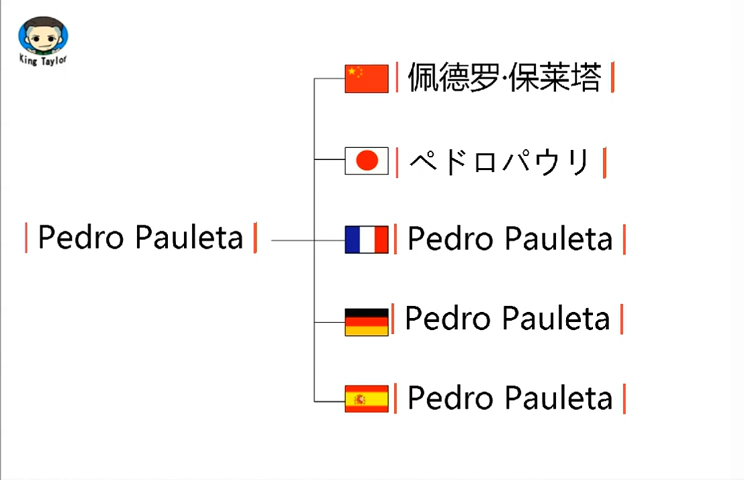 King Taylor
佩德罗·保莱塔
ペドロパウリ
Pedro Pauleta
Pedro Pauleta
Pedro Pauleta
Pedro Pauleta